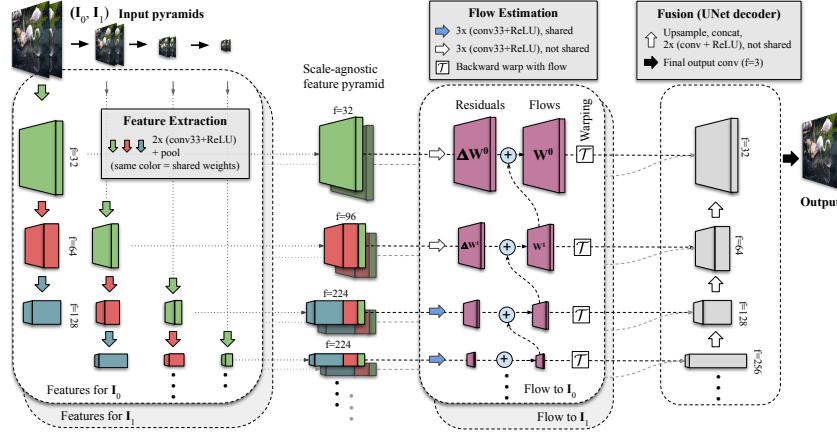 (I0, I1)
Input pyramids
Feature Extraction
2x (conv33+ReLU)
+ pool
(same color = shared weights)
f=32
f=64
f=128
Features for I0
Features for I1
Scale-agnostic
feature pyramid
f=32
f=96
f=224
f=224
Flow Estimation
3x (conv33+ReLU), shared
3x (conv33+ReLU), not shared
T Backward warp with flow
Residuals
Flows
Warping
ΔW⁰
+
W⁰
T
ΔW¹
+
W¹
T
+
T
+
T
Flow to I0
Flow to I1
Fusion (UNet decoder)
Upsample, concat,
2x (conv + ReLU), not shared
Final output conv (f=3)
f=32
f=64
f=128
f=256
Output